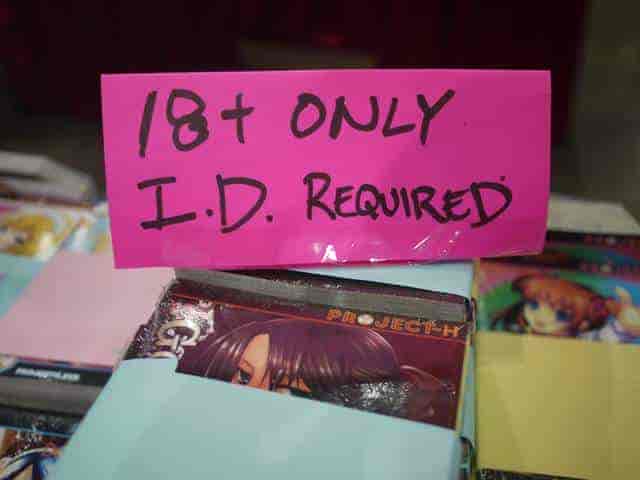 18+ ONLY
I.D. REQUIRED
PROJECT-H